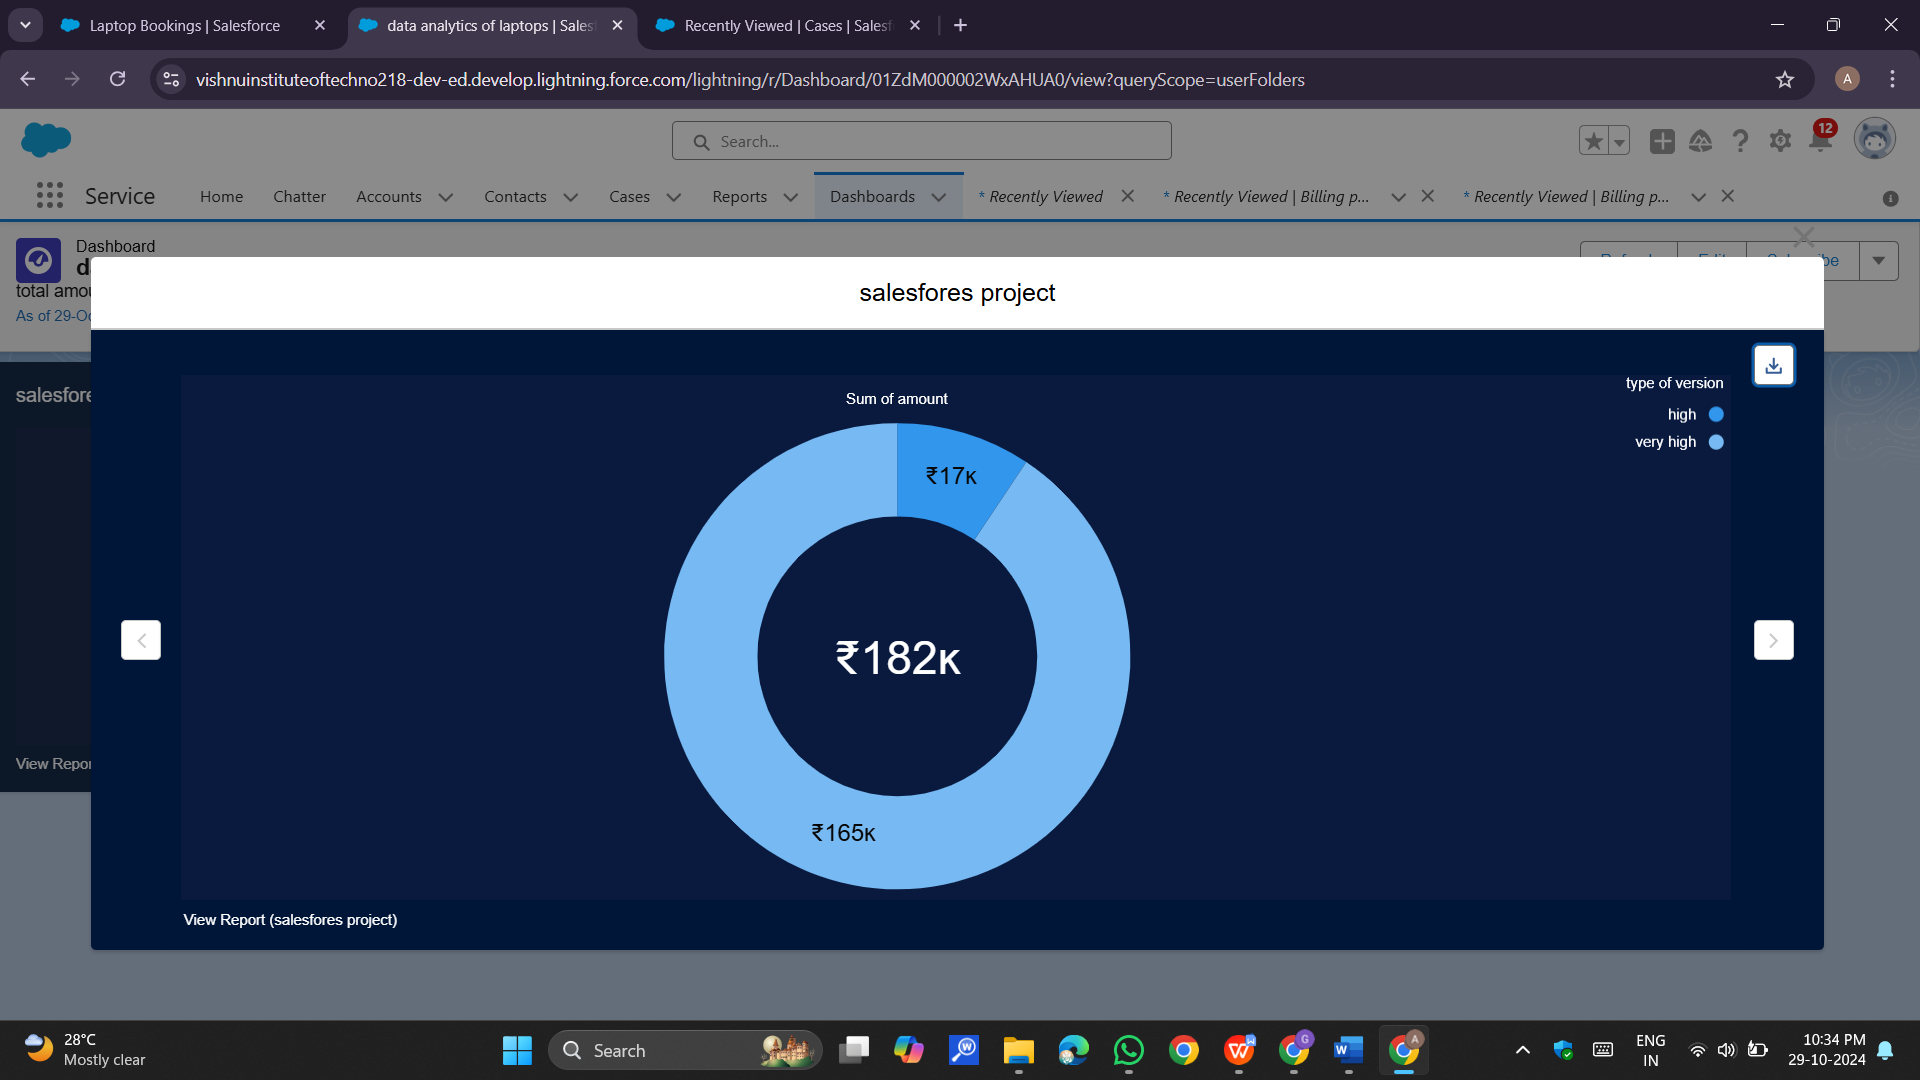 Laptop Bookings | Salesforce
data analytics of laptops | Sales
Recently Viewed | Cases | Salesf
vishnuinstituteoftechno218-dev-ed.develop.lightning.force.com/lightning/r/Dashboard/01ZdM000002WxAHUA0/view?queryScope=userFolders
A
Search...
12
Service
Home
Chatter
Accounts
Contacts
Cases
Reports
Dashboards
* Recently Viewed
* Recently Viewed | Billing p...
* Recently Viewed | Billing p...
Dashboard
total amou
As of 29-Oc
salesfores project
salesfore
type of version
high
very high
Sum of amount
₹17K
₹182K
₹165K
View Repor
View Report (salesfores project)
28°C
Mostly clear
Search
ENG
IN
10:34 PM
29-10-2024